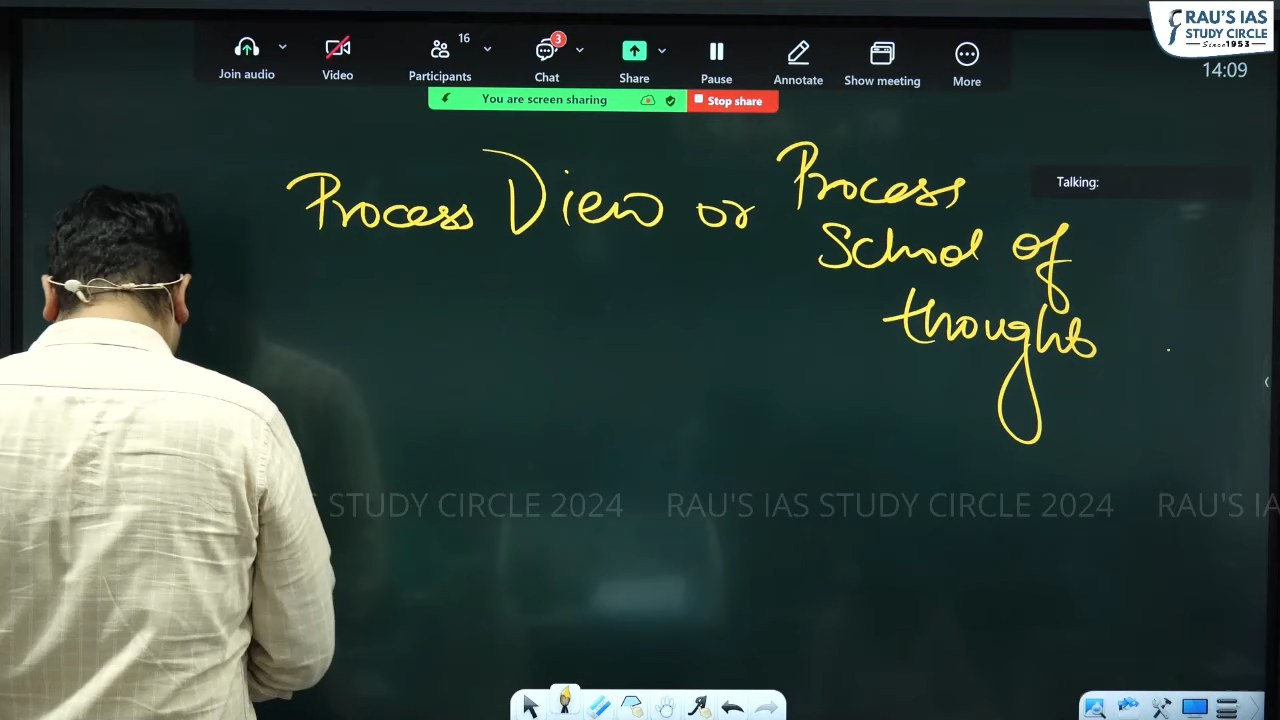 RAU'S IAS
STUDY CIRCLE
Since 1953
14:09
Join audio
Video
16
Participants
3
Chat
Share
Pause
Annotate
Show meeting
More
You are screen sharing
Stop share
Talking:
Process View or Process
School of
thought
STUDY CIRCLE 2024 RAU'S IAS STUDY CIRCLE 2024 RAU'S IA